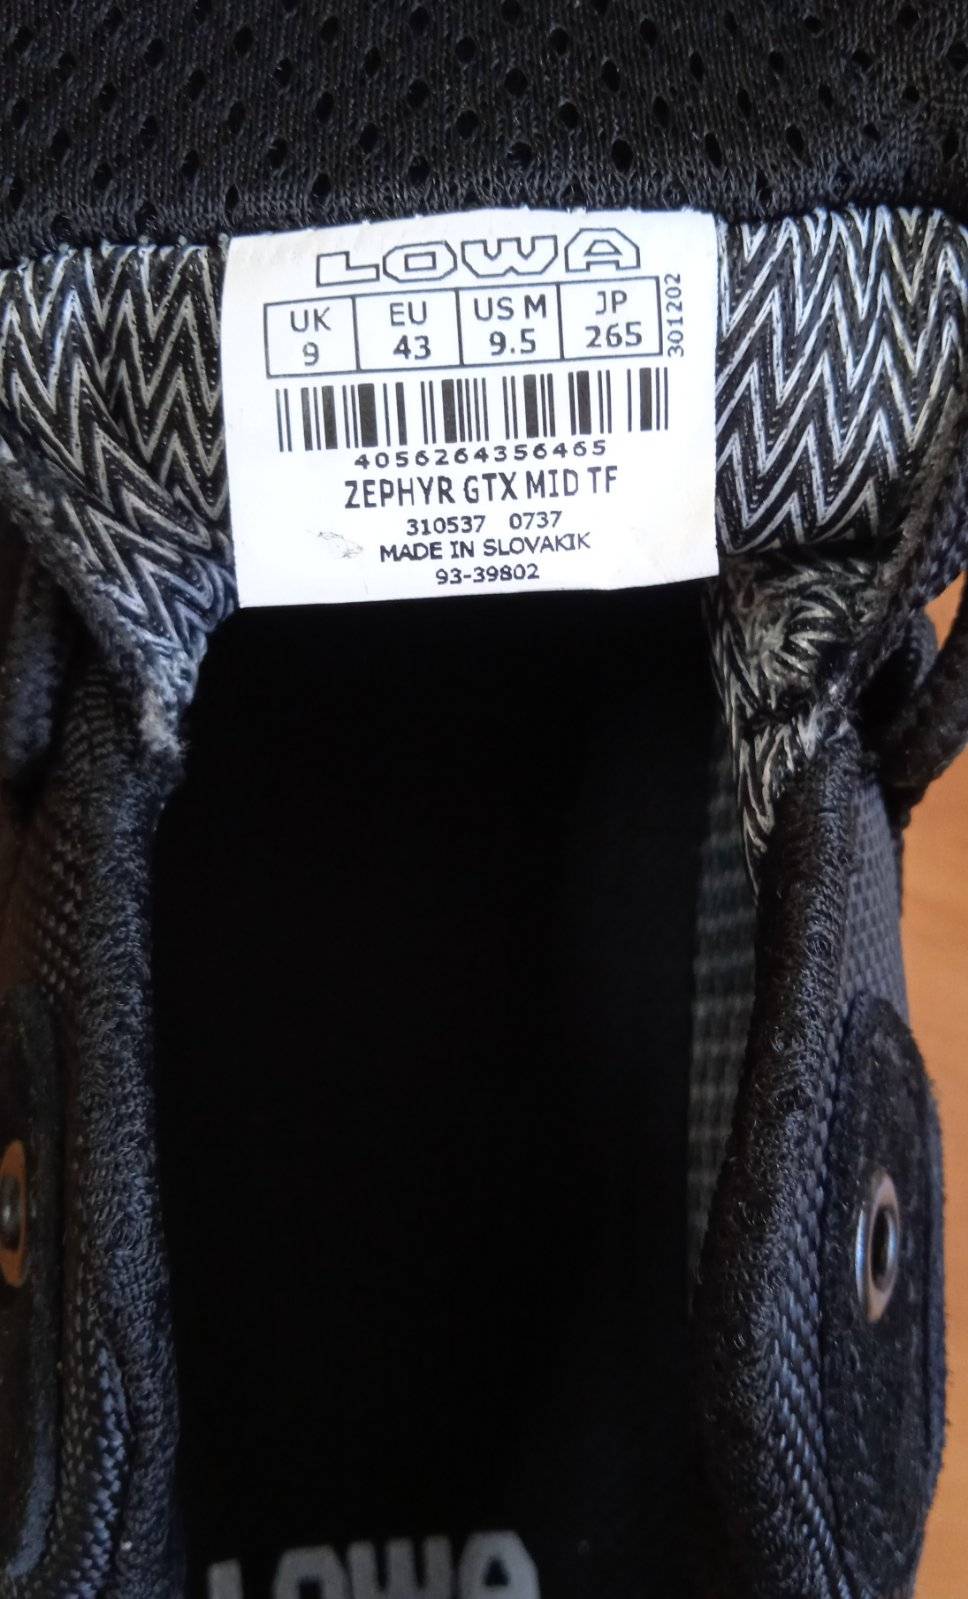 LOWA
UK EU US M JP
9 43 9.5 265
301202
4056264356465
ZEPHYR GTX MID TF
310537 0737
MADE IN SLOVAKIK
93-39802
LOWA